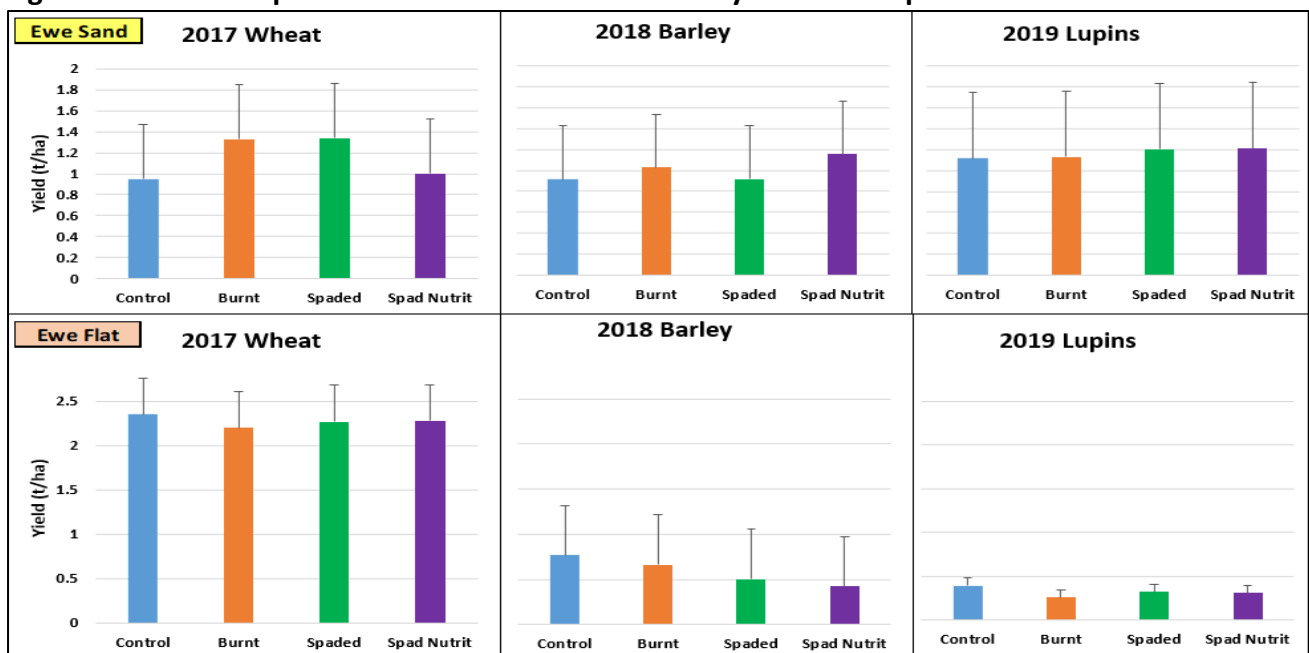 Ewe Sand
2017 Wheat
2018 Barley
2019 Lupins
Yield (t/ha)
2
1.8
1.6
1.4
1.2
1
0.8
0.6
0.4
0.2
0
Control Burnt Spaded Spad Nutrit
Control Burnt Spaded Spad Nutrit
Control Burnt Spaded Spad Nutrit
Ewe Flat
2017 Wheat
2018 Barley
2019 Lupins
Yield (t/ha)
2.5
2
1.5
1
0.5
0
Control Burnt Spaded Spad Nutrit
Control Burnt Spaded Spad Nutrit
Control Burnt Spaded Spad Nutrit